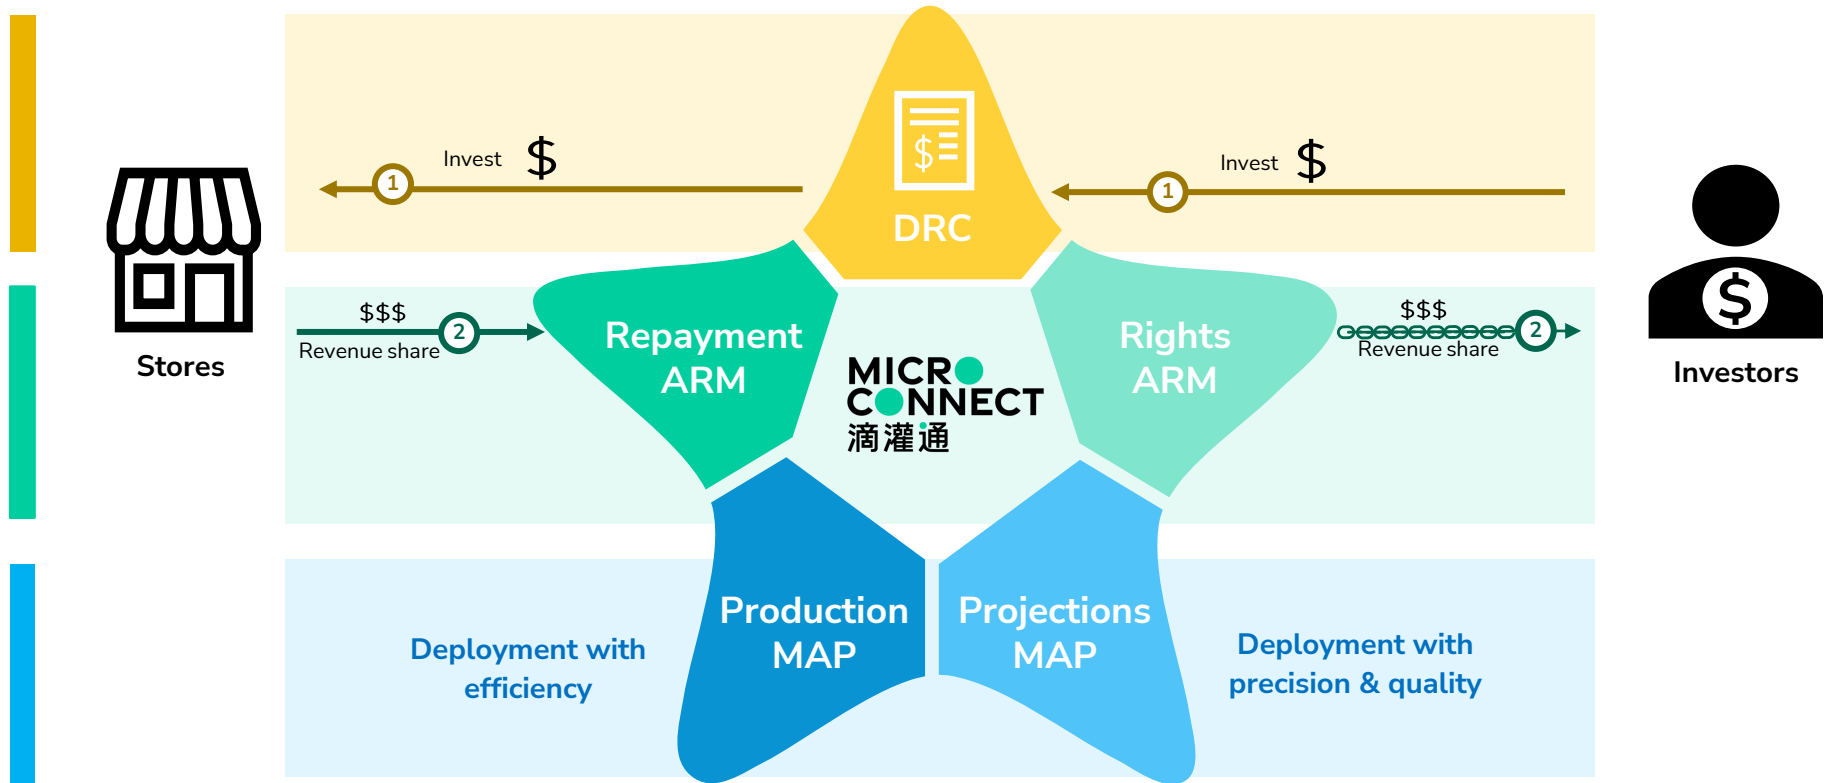 Invest $
1
Invest $
1
$
DRC
Stores
$$$
2
Revenue share
Repayment
ARM
MICRO
CONNECT
滴灌通
Rights
ARM
$$$
2
Revenue share
$
Investors
Production
MAP
Projections
MAP
Deployment with
efficiency
Deployment with
precision & quality